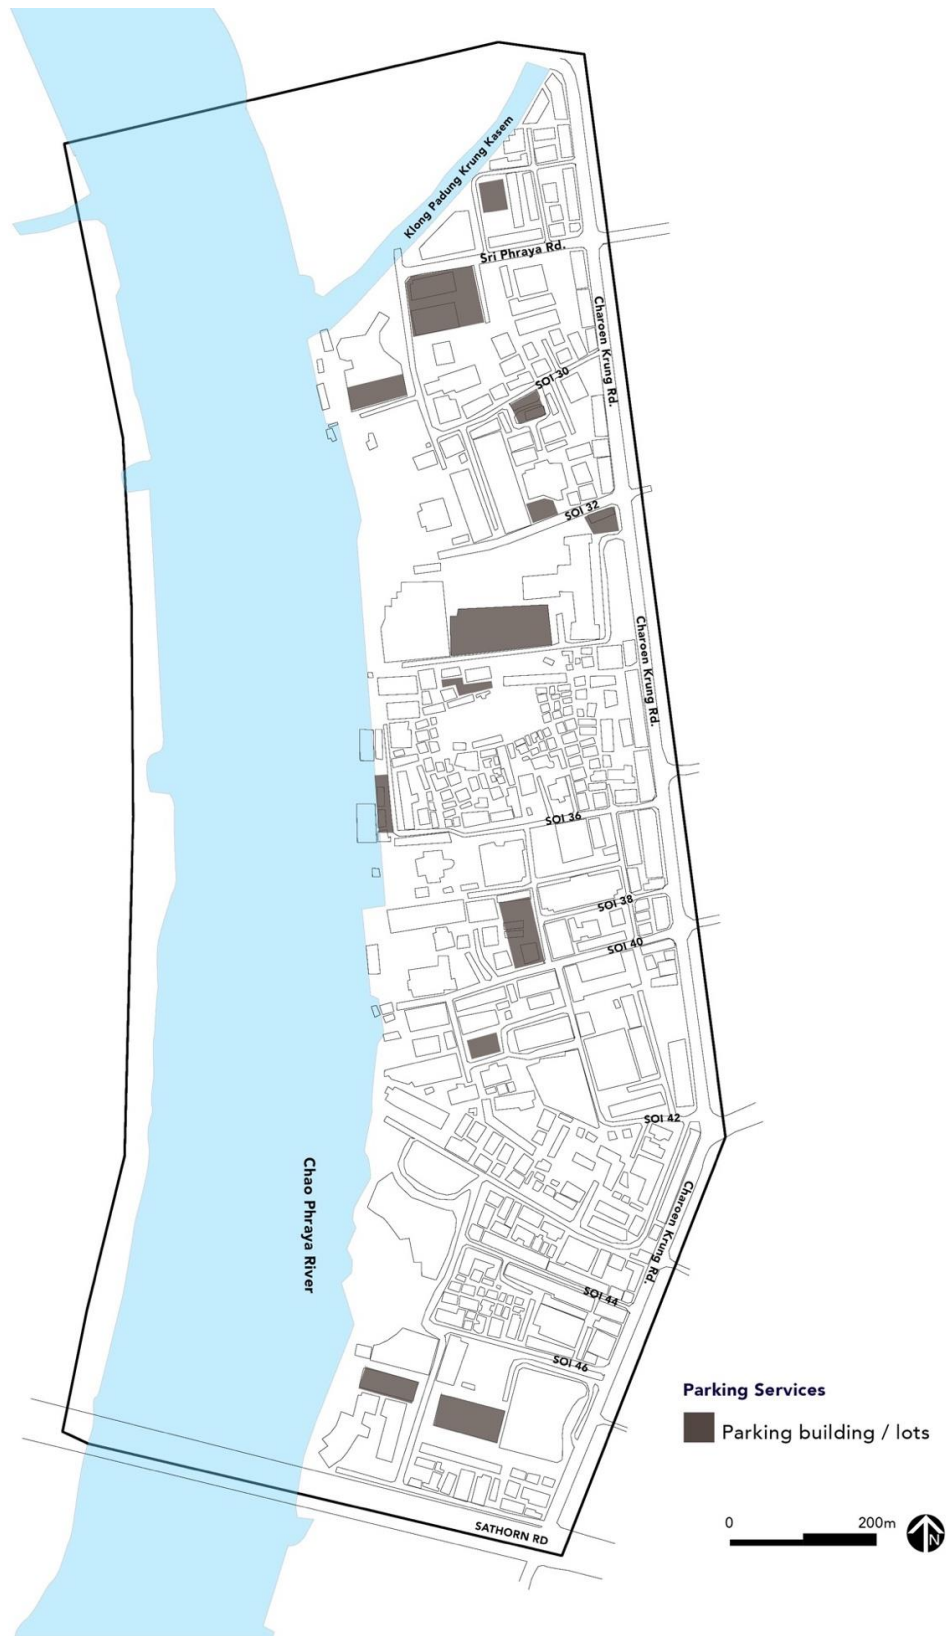 Klong Padung Krung Kasem
Sri Phraya Rd.
Charoen Krung Rd.
SOI 30
SOI 32
Charoen Krung Rd.
SOI 36
SOI 38
SOI 40
SOI 42
Chao Phraya River
Charoen Krung Rd.
SOI 44
SOI 46
Parking Services
Parking building / lots
0 200m
N
SATHORN RD